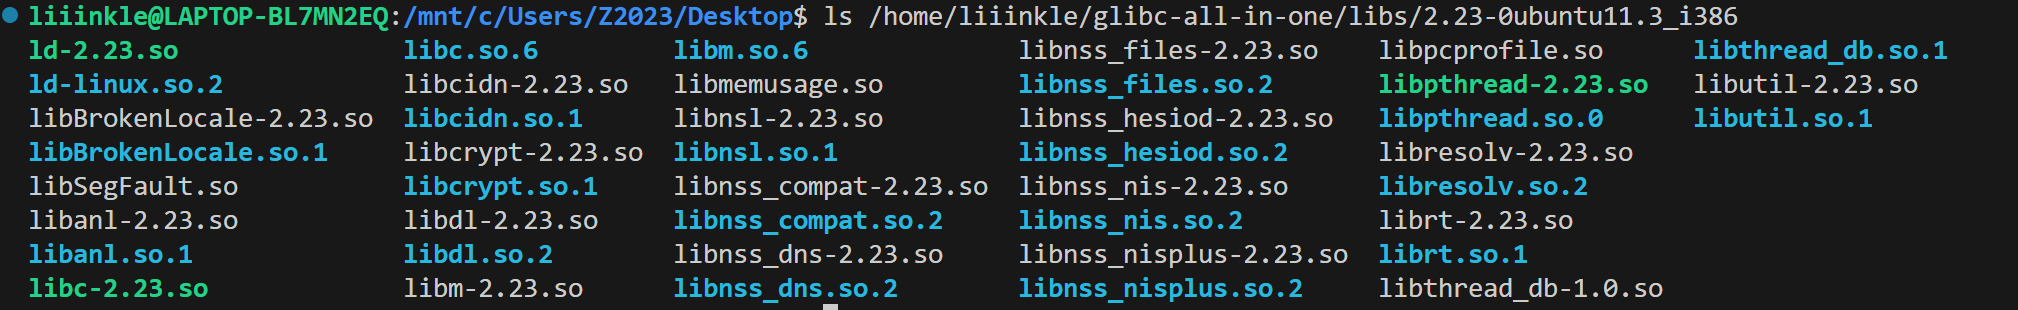 liiinkle@LAPTOP-BL7MN2EQ:/mnt/c/Users/Z2023/Desktop$ ls /home/liiinkle/glibc-all-in-one/libs/2.23-0ubuntu11.3_i386
ld-2.23.so libc.so.6 libm.so.6 libnss_files-2.23.so libpcprofile.so libthread_db.so.1
ld-linux.so.2 libcidn-2.23.so libmemusage.so libnss_files.so.2 libpthread-2.23.so libutil-2.23.so
libBrokenLocale-2.23.so libcidn.so.1 libnsl-2.23.so libnss_hesiod-2.23.so libpthread.so.0 libutil.so.1
libBrokenLocale.so.1 libcrypt-2.23.so libnsl.so.1 libnss_hesiod.so.2 libresolv-2.23.so
libSegFault.so libcrypt.so.1 libnss_compat-2.23.so libnss_nis-2.23.so libresolv.so.2
libanl-2.23.so libdl-2.23.so libnss_compat.so.2 libnss_nis.so.2 librt-2.23.so
libanl.so.1 libdl.so.2 libnss_dns-2.23.so libnss_nisplus-2.23.so librt.so.1
libc-2.23.so libm-2.23.so libnss_dns.so.2 libnss_nisplus.so.2 libthread_db-1.0.so